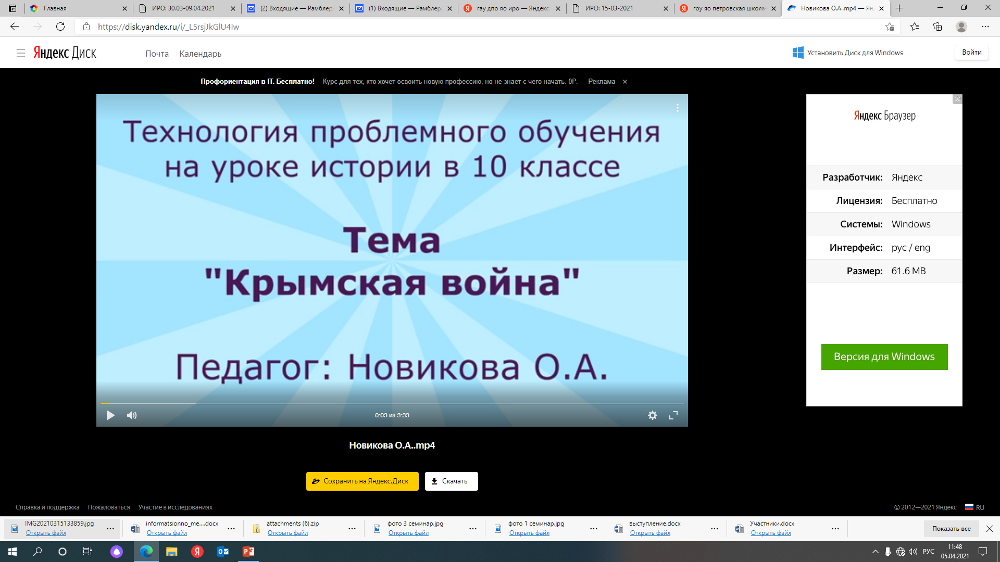 Главная
ИРО: 30.03-09.04.2021
(2) Входящие — Рамблер/
(1) Входящие — Рамблер/
гау дпо яо иро — Яндекс:
ИРО: 15-03-2021
гоу яо петровская школа-
Новикова О.А..mp4 — Ян
https://disk.yandex.ru/i/_L5rsjJkGlU4Iw
Яндекс Диск
Почта
Календарь
Установить Диск для Windows
Войти
Профориентация в IT. Бесплатно! Курс для тех, кто хочет освоить новую профессию, но не знает с чего начать. 0₽. Реклама
Технология проблемного обучения
на уроке истории в 10 классе
Тема
"Крымская война"
Педагог: Новикова О.А.
0:03 из 3:33
Яндекс Браузер
Разработчик: Яндекс
Лицензия: Бесплатно
Системы: Windows
Интерфейс: рус / eng
Размер: 61.6 MB
Версия для Windows
Новикова О.А..mp4
Сохранить на Яндекс.Диск
Скачать
Справка и поддержка Пожаловаться Участие в исследованиях
© 2012—2021 Яндекс RU
IMG20210315133859.jpg
Открыть файл
informatsionno_me....docx
Открыть файл
attachments (6).zip
Открыть файл
фото 3 семинар.jpg
Открыть файл
фото 1 семинар.jpg
Открыть файл
выступление.docx
Открыть файл
Участники.docx
Открыть файл
Показать все
РУС
11:48
05.04.2021